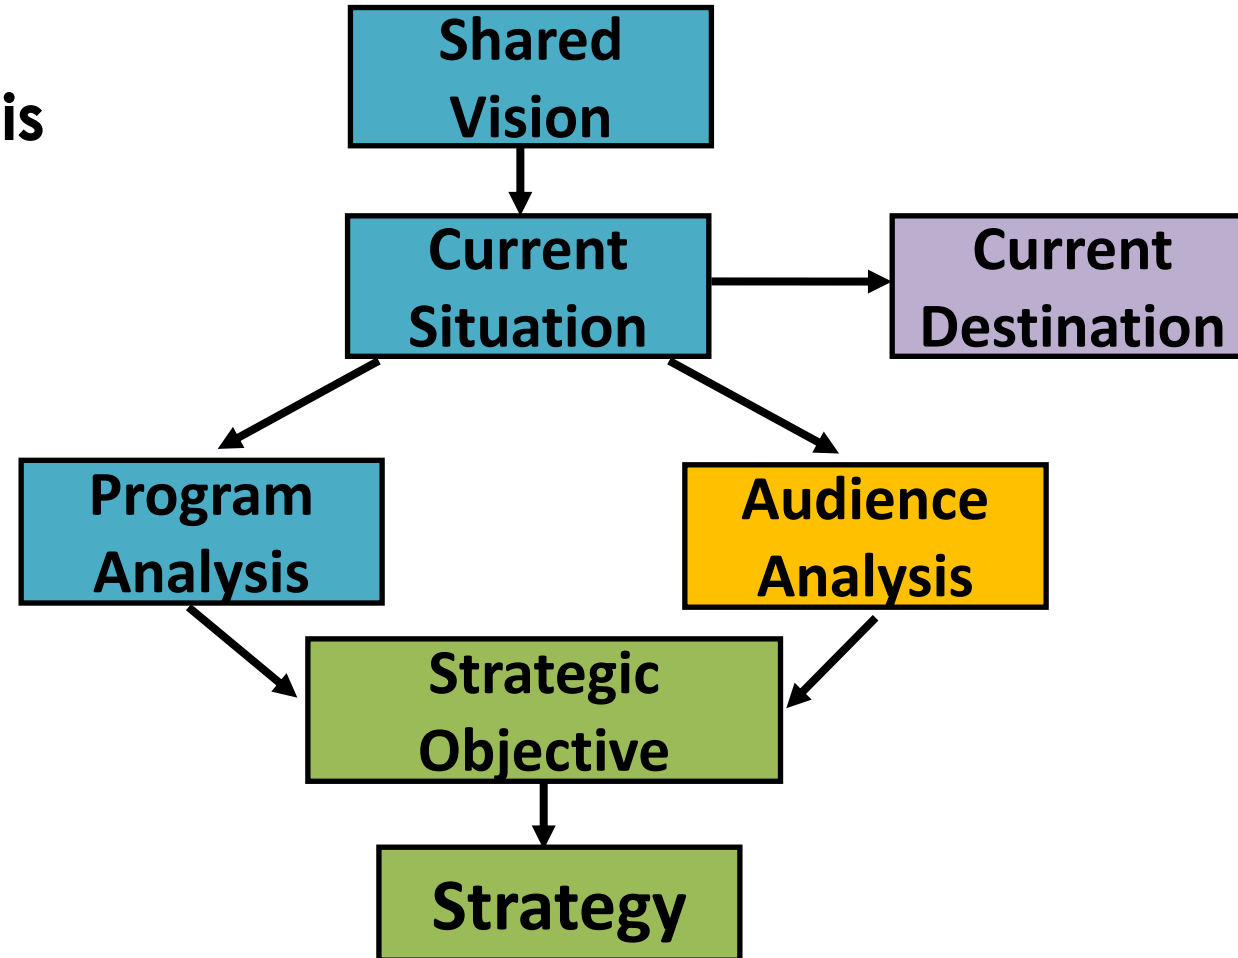 Shared
Vision
is
Current
Situation
Current
Destination
Program
Analysis
Audience
Analysis
Strategic
Objective
Strategy